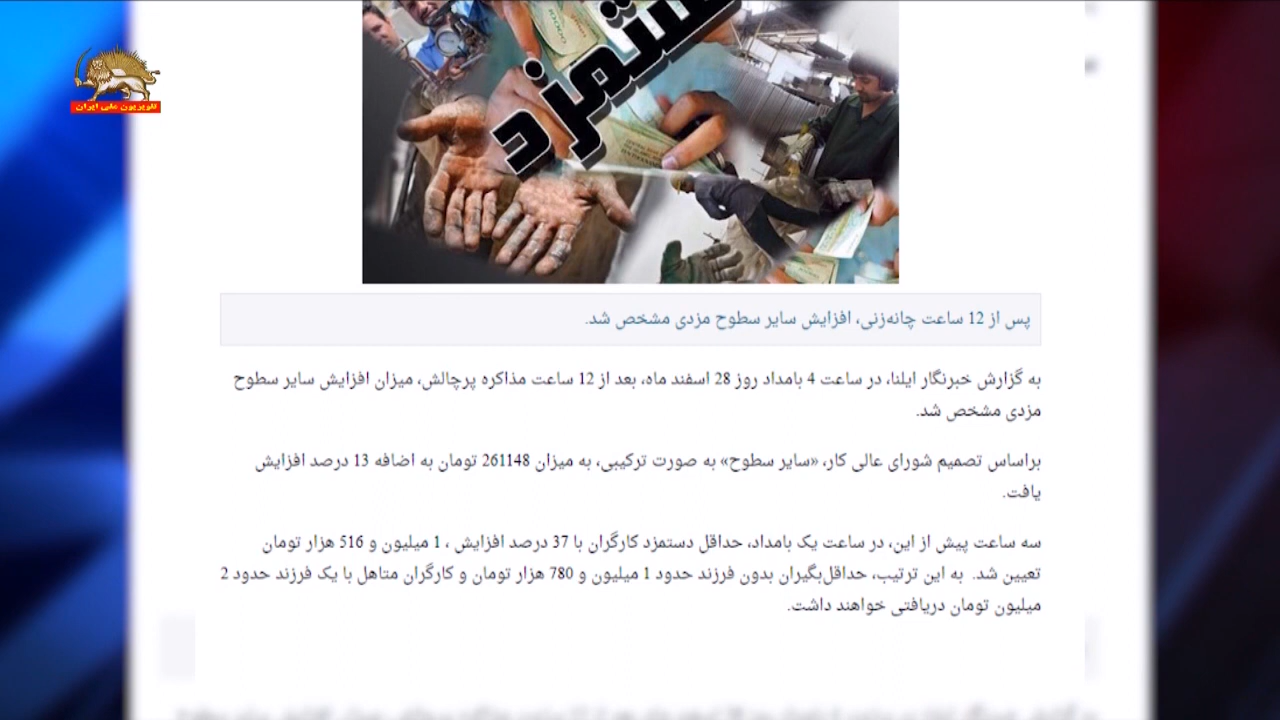 تلویزیون ملی ایران
پس از 12 ساعت چانه‌زنی، افزایش سایر سطوح مزدی مشخص شد.
به گزارش خبرنگار ایلنا، در ساعت 4 بامداد روز 28 اسفند ماه، بعد از 12 ساعت مذاکره پرچالش، میزان افزایش سایر سطوح
مزدی مشخص شد.
براساس تصمیم شورای عالی کار، «سایر سطوح» به صورت ترکیبی، به میزان 261148 تومان به اضافه 13 درصد افزایش
یافت.
سه ساعت پیش از این، در ساعت یک بامداد، حداقل دستمزد کارگران با 37 درصد افزایش ، 1 میلیون و 516 هزار تومان
تعیین شد. به این ترتیب، حداقل‌بگیران بدون فرزند حدود 1 میلیون و 780 هزار تومان و کارگران متاهل با یک فرزند حدود 2
میلیون تومان دریافتی خواهند داشت.